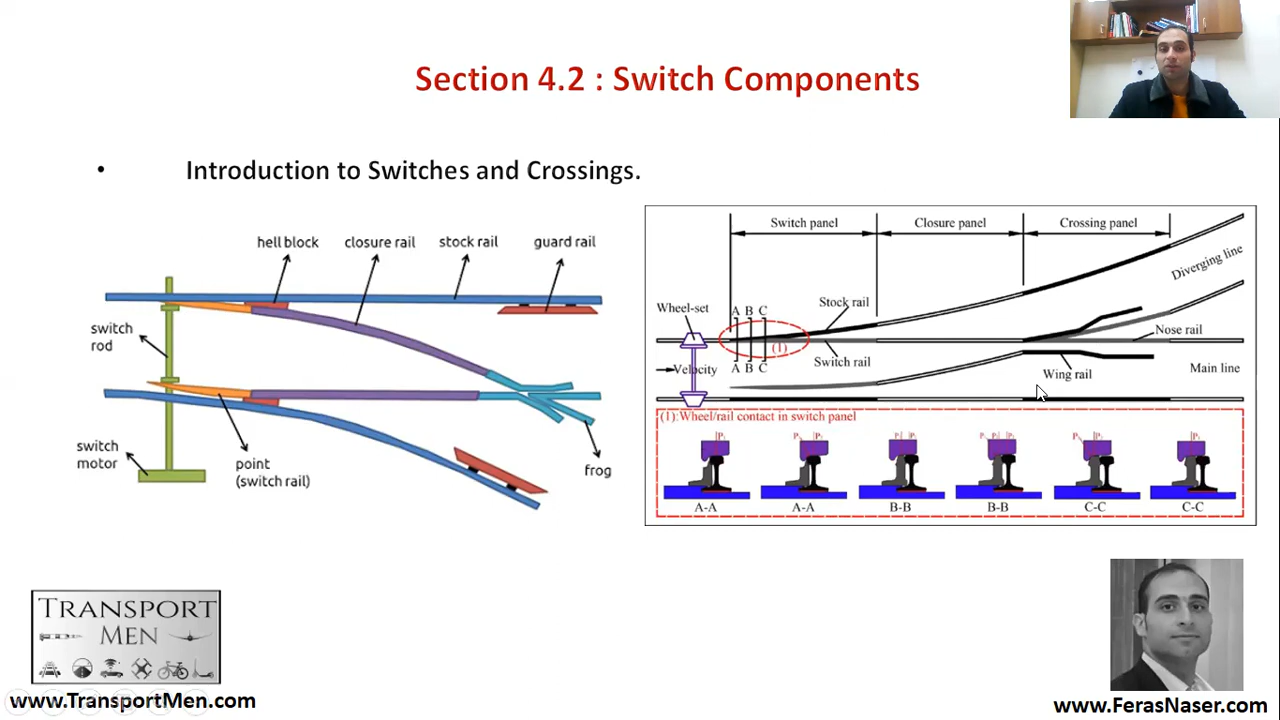 Section 4.2 : Switch Components
• Introduction to Switches and Crossings.
hell block
closure rail
stock rail
guard rail
switch
rod
switch
motor
point
(switch rail)
frog
Switch panel
Closure panel
Crossing panel
Diverging line
Wheel-set
A B C
Stock rail
(1)
Switch rail
Nose rail
A B C
Velocity
Wing rail
Main line
(1):Wheel/rail contact in switch panel
A-A
A-A
B-B
B-B
C-C
C-C
TRANSPORT
MEN
www.TransportMen.com
www.FerasNaser.com